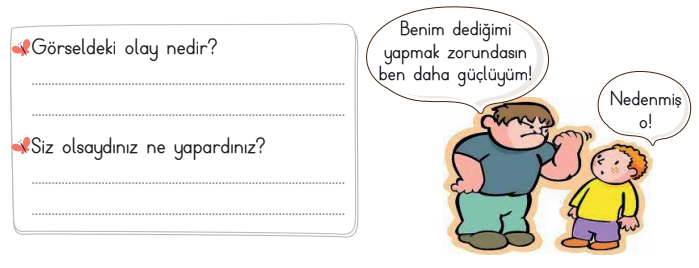 Görseldeki olay nedir?
Siz olsaydınız ne yapardınız?
Benim dediğimi
yapmak zorundasın
ben daha güçlüyüm!
Nedenmiş
o!